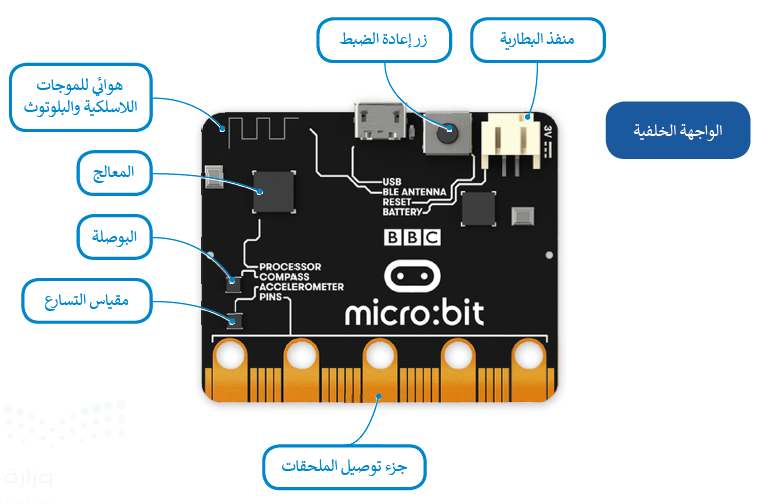 منفذ البطارية
زر إعادة الضبط
هوائي للموجات
اللاسلكية والبلوتوث
الواجهة الخلفية
المعالج
البوصلة
مقياس التسارع
3V
USB
BLE ANTENNA
RESET
BATTERY
BBC
PROCESSOR
COMPASS
ACCELEROMETER
PINS
micro:bit
جزء توصيل الملحقات
وزارة